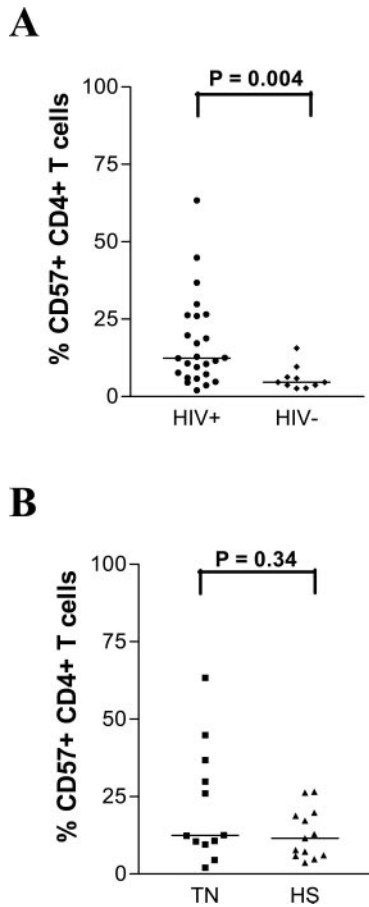 A
P = 0.004
% CD57+ CD4+ T cells
100
75
50
25
0
HIV+ HIV-
B
P = 0.34
% CD57+ CD4+ T cells
100
75
50
25
0
TN HS